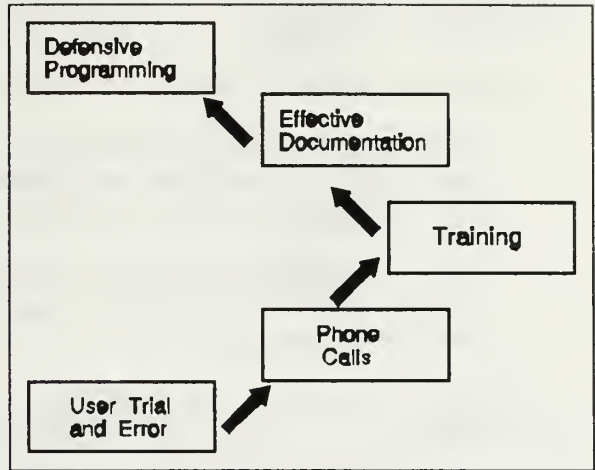 Defensive
Programming
Effective
Documentation
Training
Phone
Calls
User Trial
and Error